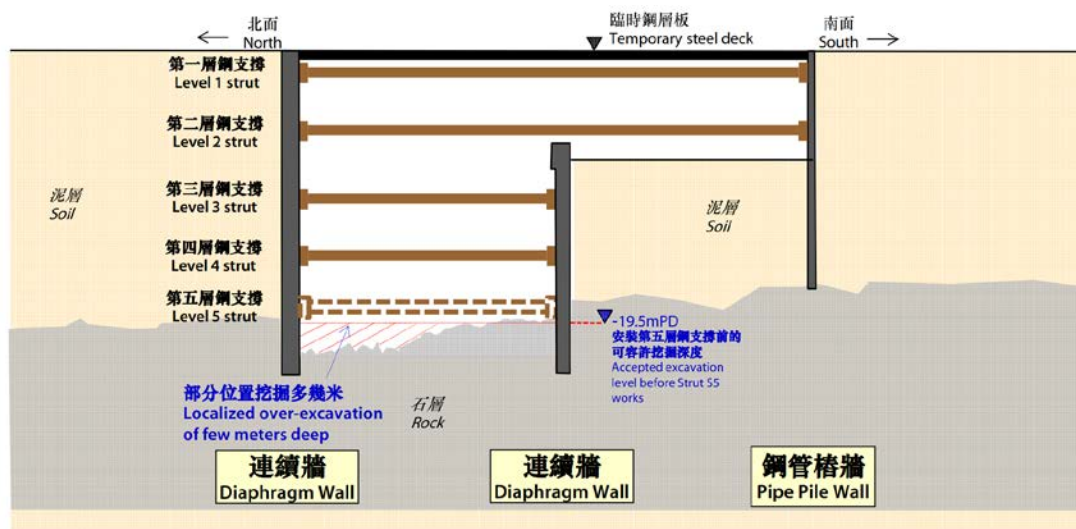 北面
North
臨時鋼層板
Temporary steel deck
南面
South
第一層鋼支撐
Level 1 strut
第二層鋼支撐
Level 2 strut
第三層鋼支撐
Level 3 strut
第四層鋼支撐
Level 4 strut
第五層鋼支撐
Level 5 strut
泥層
Soil
泥層
Soil
-19.5mPD
安裝第五層鋼支撐前的
可容許挖掘深度
Accepted excavation
level before Strut S5
works
部分位置挖掘多幾米
Localized over-excavation
of few meters deep
石層
Rock
連續牆
Diaphragm Wall
連續牆
Diaphragm Wall
鋼管樁牆
Pipe Pile Wall